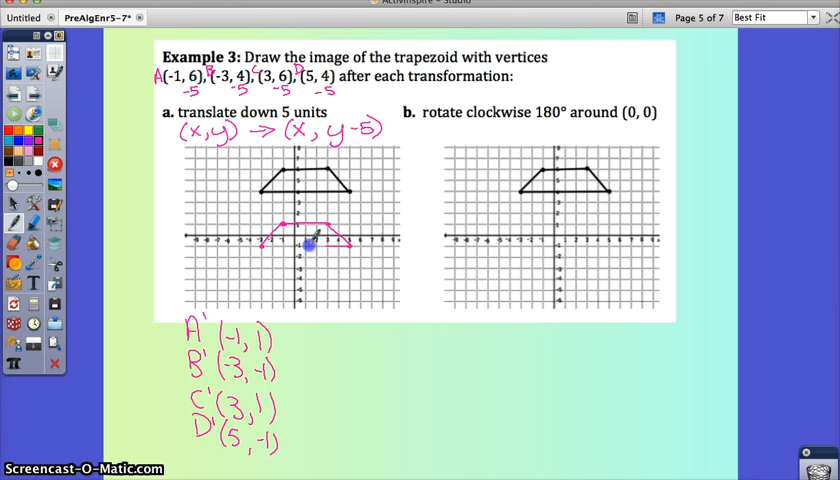 ActivInspire - Studio
Untitled
PreAlgEnr5-7*
Page 5 of 7
Best Fit
Example 3: Draw the image of the trapezoid with vertices
A B C D
(-1, 6), (-3, 4), (3, 6), (5, 4) after each transformation:
-5 -5 -5 -5
a. translate down 5 units
b. rotate clockwise 180° around (0, 0)
(x,y) → (x, y-5)
A' (-1, 1)
B' (-3, -1)
C' (3, 1)
D' (5, -1)
Screencast-O-Matic.com